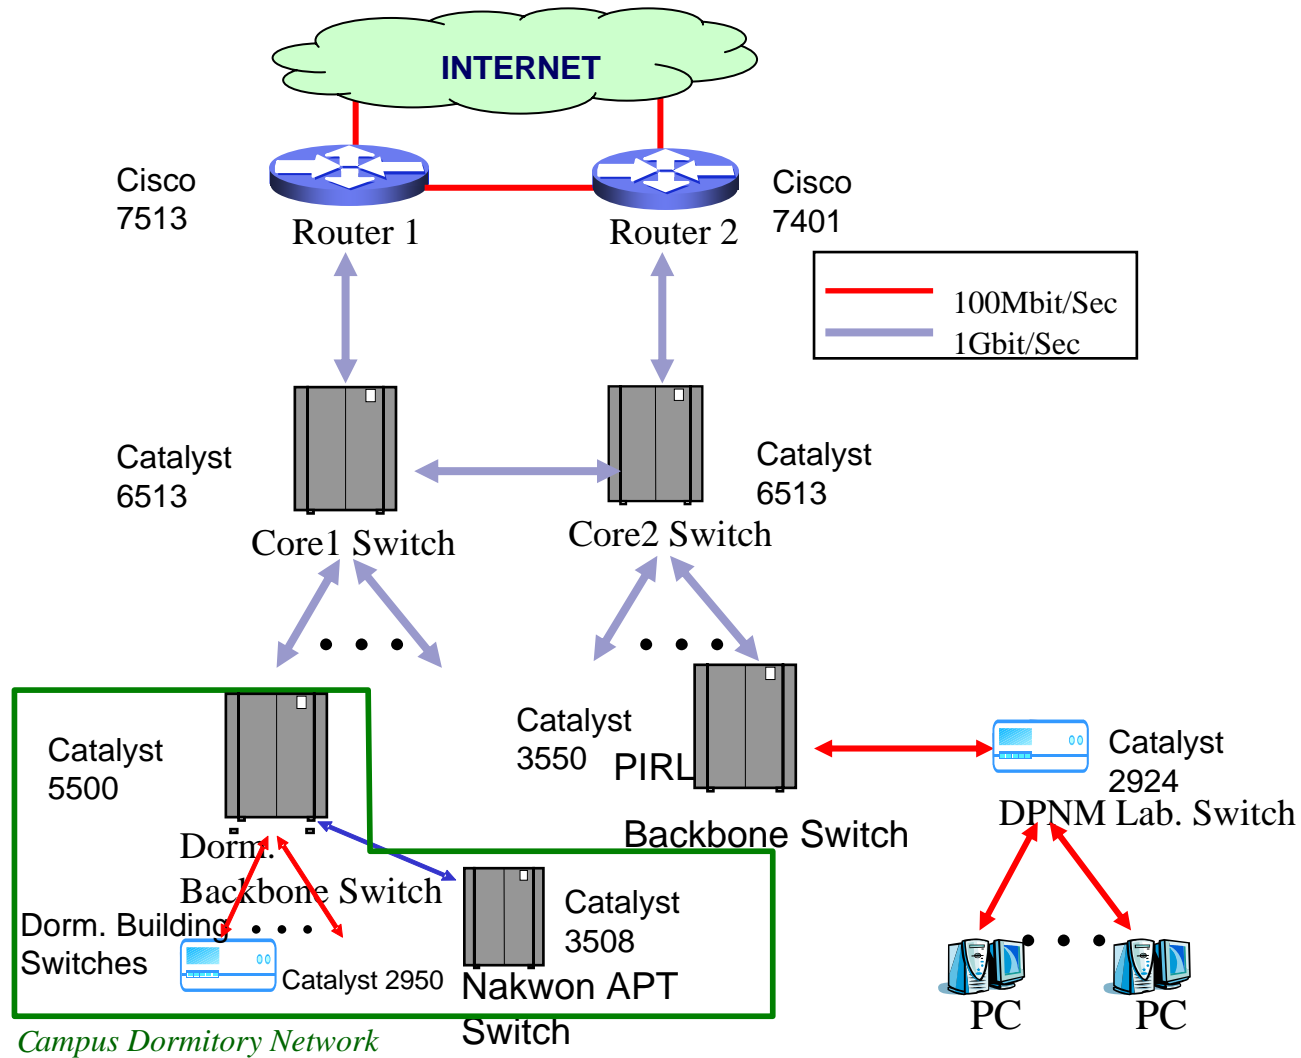 INTERNET
Cisco
7513
Router 1
Router 2
Cisco
7401
100Mbit/Sec
1Gbit/Sec
Catalyst
6513
Core1 Switch
Catalyst
6513
Core2 Switch
Catalyst
5500
Dorm.
Backbone Switch
Catalyst
3550
PIRL
Backbone Switch
Catalyst
2924
DPNM Lab. Switch
Dorm. Building
Switches
Catalyst 2950
Catalyst
3508
Nakwon APT
Switch
PC
PC
Campus Dormitory Network